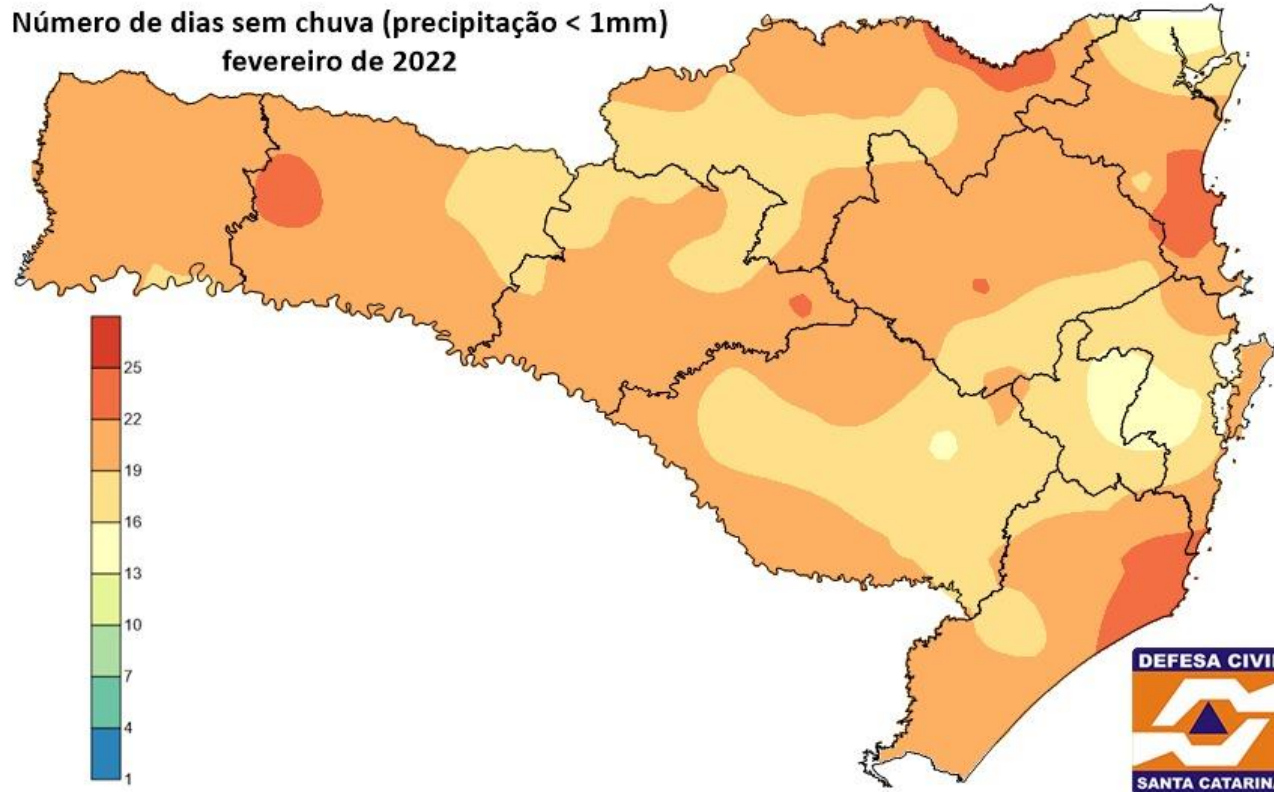 Número de dias sem chuva (precipitação < 1mm)
fevereiro de 2022
25
22
19
16
13
10
7
4
1
DEFESA CIVI
SANTA CATARINA